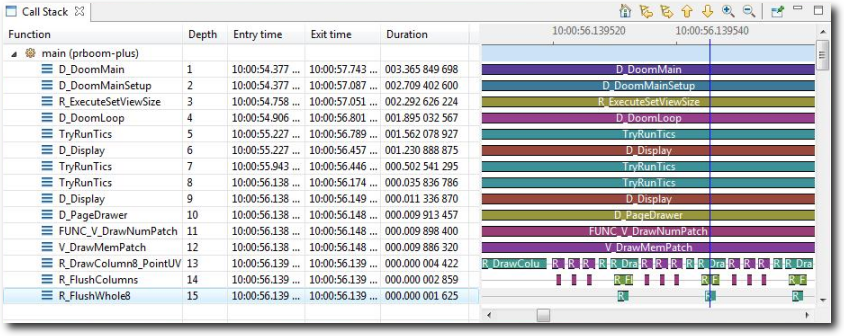 Call Stack
10:00:56.139520 10:00:56.139540
Function Depth Entry time Exit time Duration
main (prboom-plus)
D_DoomMain 1 10:00:54.377 ... 10:00:57.743 ... 003.365 849 698 D_DoomMain
D_DoomMainSetup 2 10:00:54.377 ... 10:00:57.087 ... 002.709 402 600 D_DoomMainSetup
R_ExecuteSetViewSize 3 10:00:54.758 ... 10:00:57.051 ... 002.292 626 224 R_ExecuteSetViewSize
D_DoomLoop 4 10:00:54.906 ... 10:00:56.801 ... 001.895 032 567 D_DoomLoop
TryRunTics 5 10:00:55.227 ... 10:00:56.789 ... 001.562 078 927 TryRunTics
D_Display 6 10:00:55.227 ... 10:00:56.457 ... 001.230 888 875 D_Display
TryRunTics 7 10:00:55.943 ... 10:00:56.446 ... 000.502 541 295 TryRunTics
TryRunTics 8 10:00:56.138 ... 10:00:56.174 ... 000.035 836 786 TryRunTics
D_Display 9 10:00:56.138 ... 10:00:56.149 ... 000.011 336 870 D_Display
D_PageDrawer 10 10:00:56.138 ... 10:00:56.148 ... 000.009 913 457 D_PageDrawer
FUNC_V_DrawNumPatch 11 10:00:56.138 ... 10:00:56.148 ... 000.009 898 400 FUNC_V_DrawNumPatch
V_DrawMemPatch 12 10:00:56.138 ... 10:00:56.148 ... 000.009 886 320 V_DrawMemPatch
R_DrawColumn8_PointUV 13 10:00:56.139 ... 10:00:56.139 ... 000.000 004 422 R_DrawColu R R R R R_Dra R R R R R_Dra R R R R R_Dra
R_FlushColumns 14 10:00:56.139 ... 10:00:56.139 ... 000.000 002 859 R_F R_F R_F
R_FlushWhole8 15 10:00:56.139 ... 10:00:56.139 ... 000.000 001 625 R R R